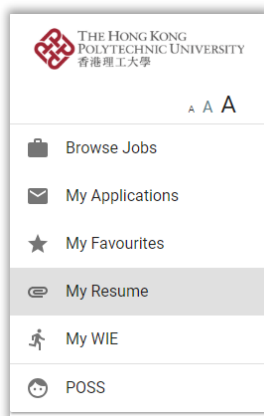 THE HONG KONG
POLYTECHNIC UNIVERSITY
香港理工大學
A A A
Browse Jobs
My Applications
My Favourites
My Resume
My WIE
POSS